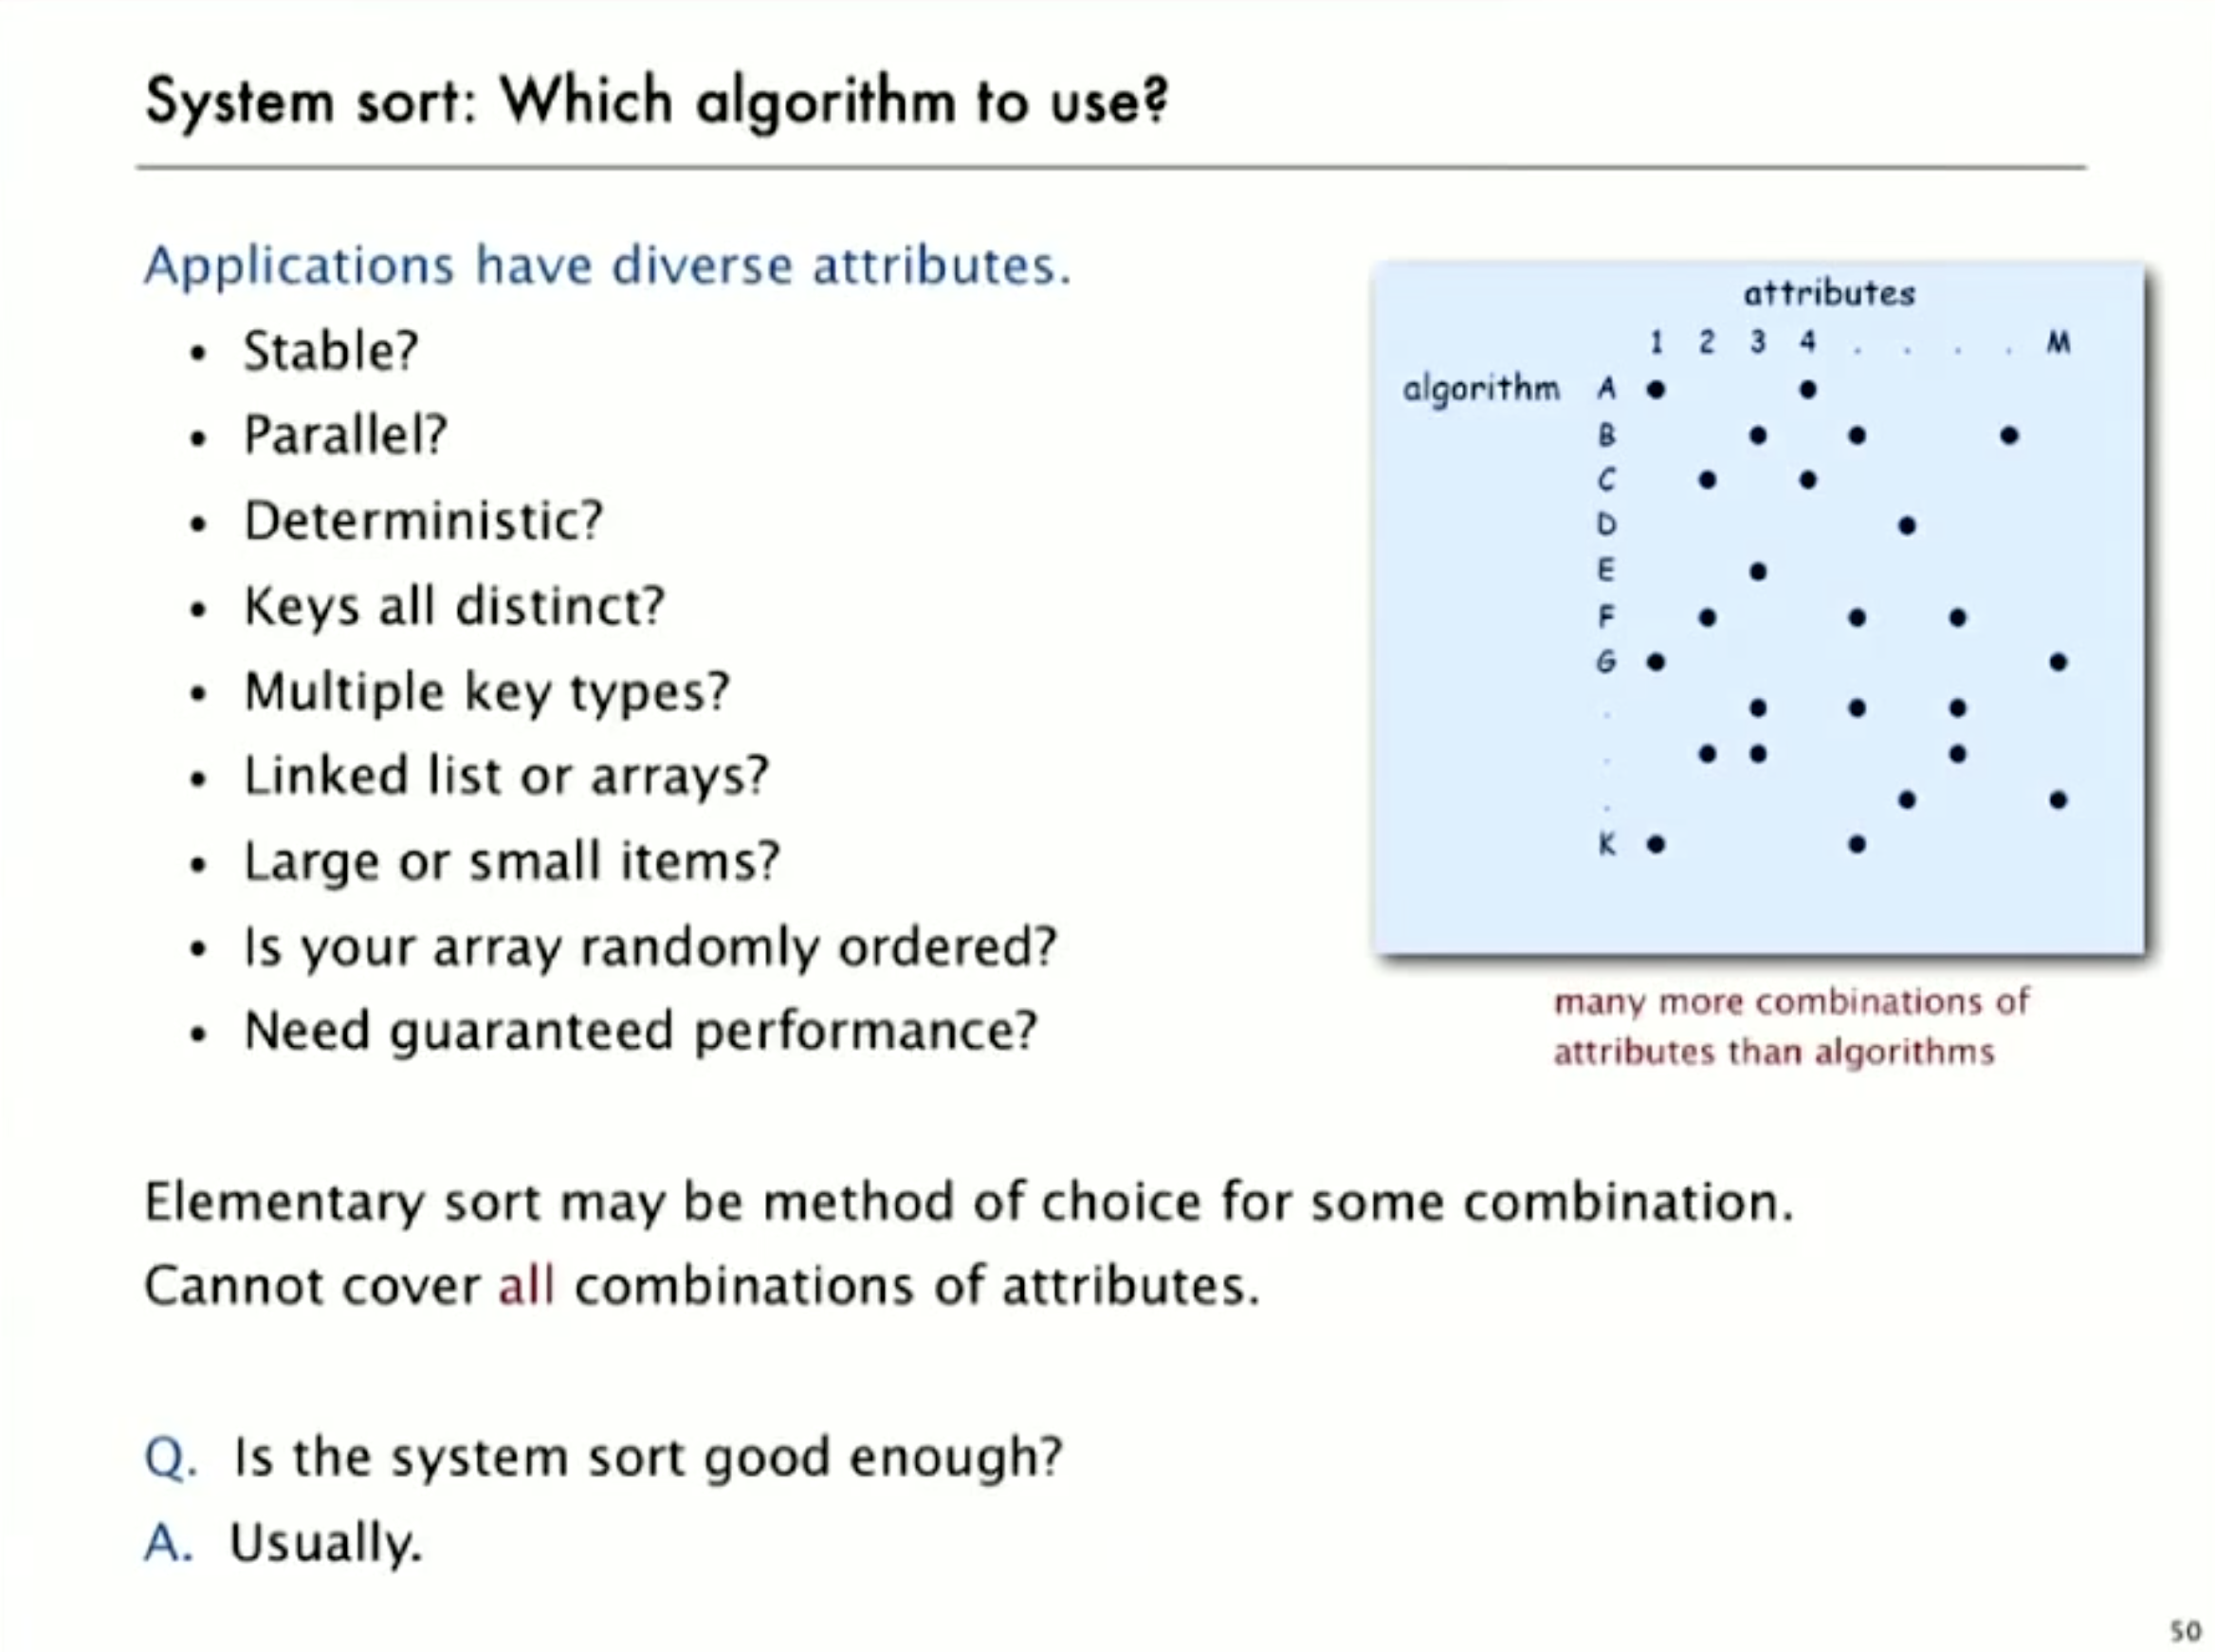 System sort: Which algorithm to use?
Applications have diverse attributes.
• Stable?
• Parallel?
• Deterministic?
• Keys all distinct?
• Multiple key types?
• Linked list or arrays?
• Large or small items?
• Is your array randomly ordered?
• Need guaranteed performance?
attributes
1 2 3 4 . . . . M
algorithm A
B
C
D
E
F
G
.
.
.
K
many more combinations of
attributes than algorithms
Elementary sort may be method of choice for some combination.
Cannot cover all combinations of attributes.
Q. Is the system sort good enough?
A. Usually.
50